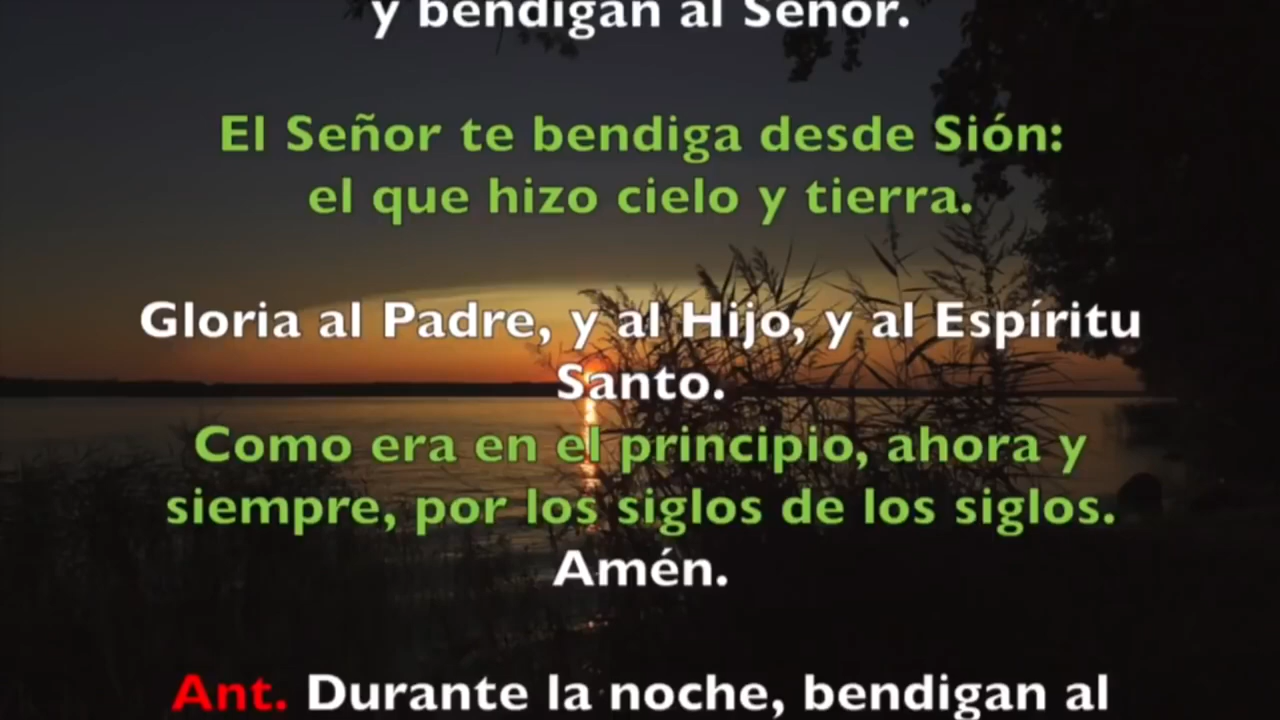 y bendigan al Señor.
El Señor te bendiga desde Sión:
el que hizo cielo y tierra.
Gloria al Padre, y al Hijo, y al Espíritu
Santo.
Como era en el principio, ahora y
siempre, por los siglos de los siglos.
Amén.
Ant. Durante la noche, bendigan al